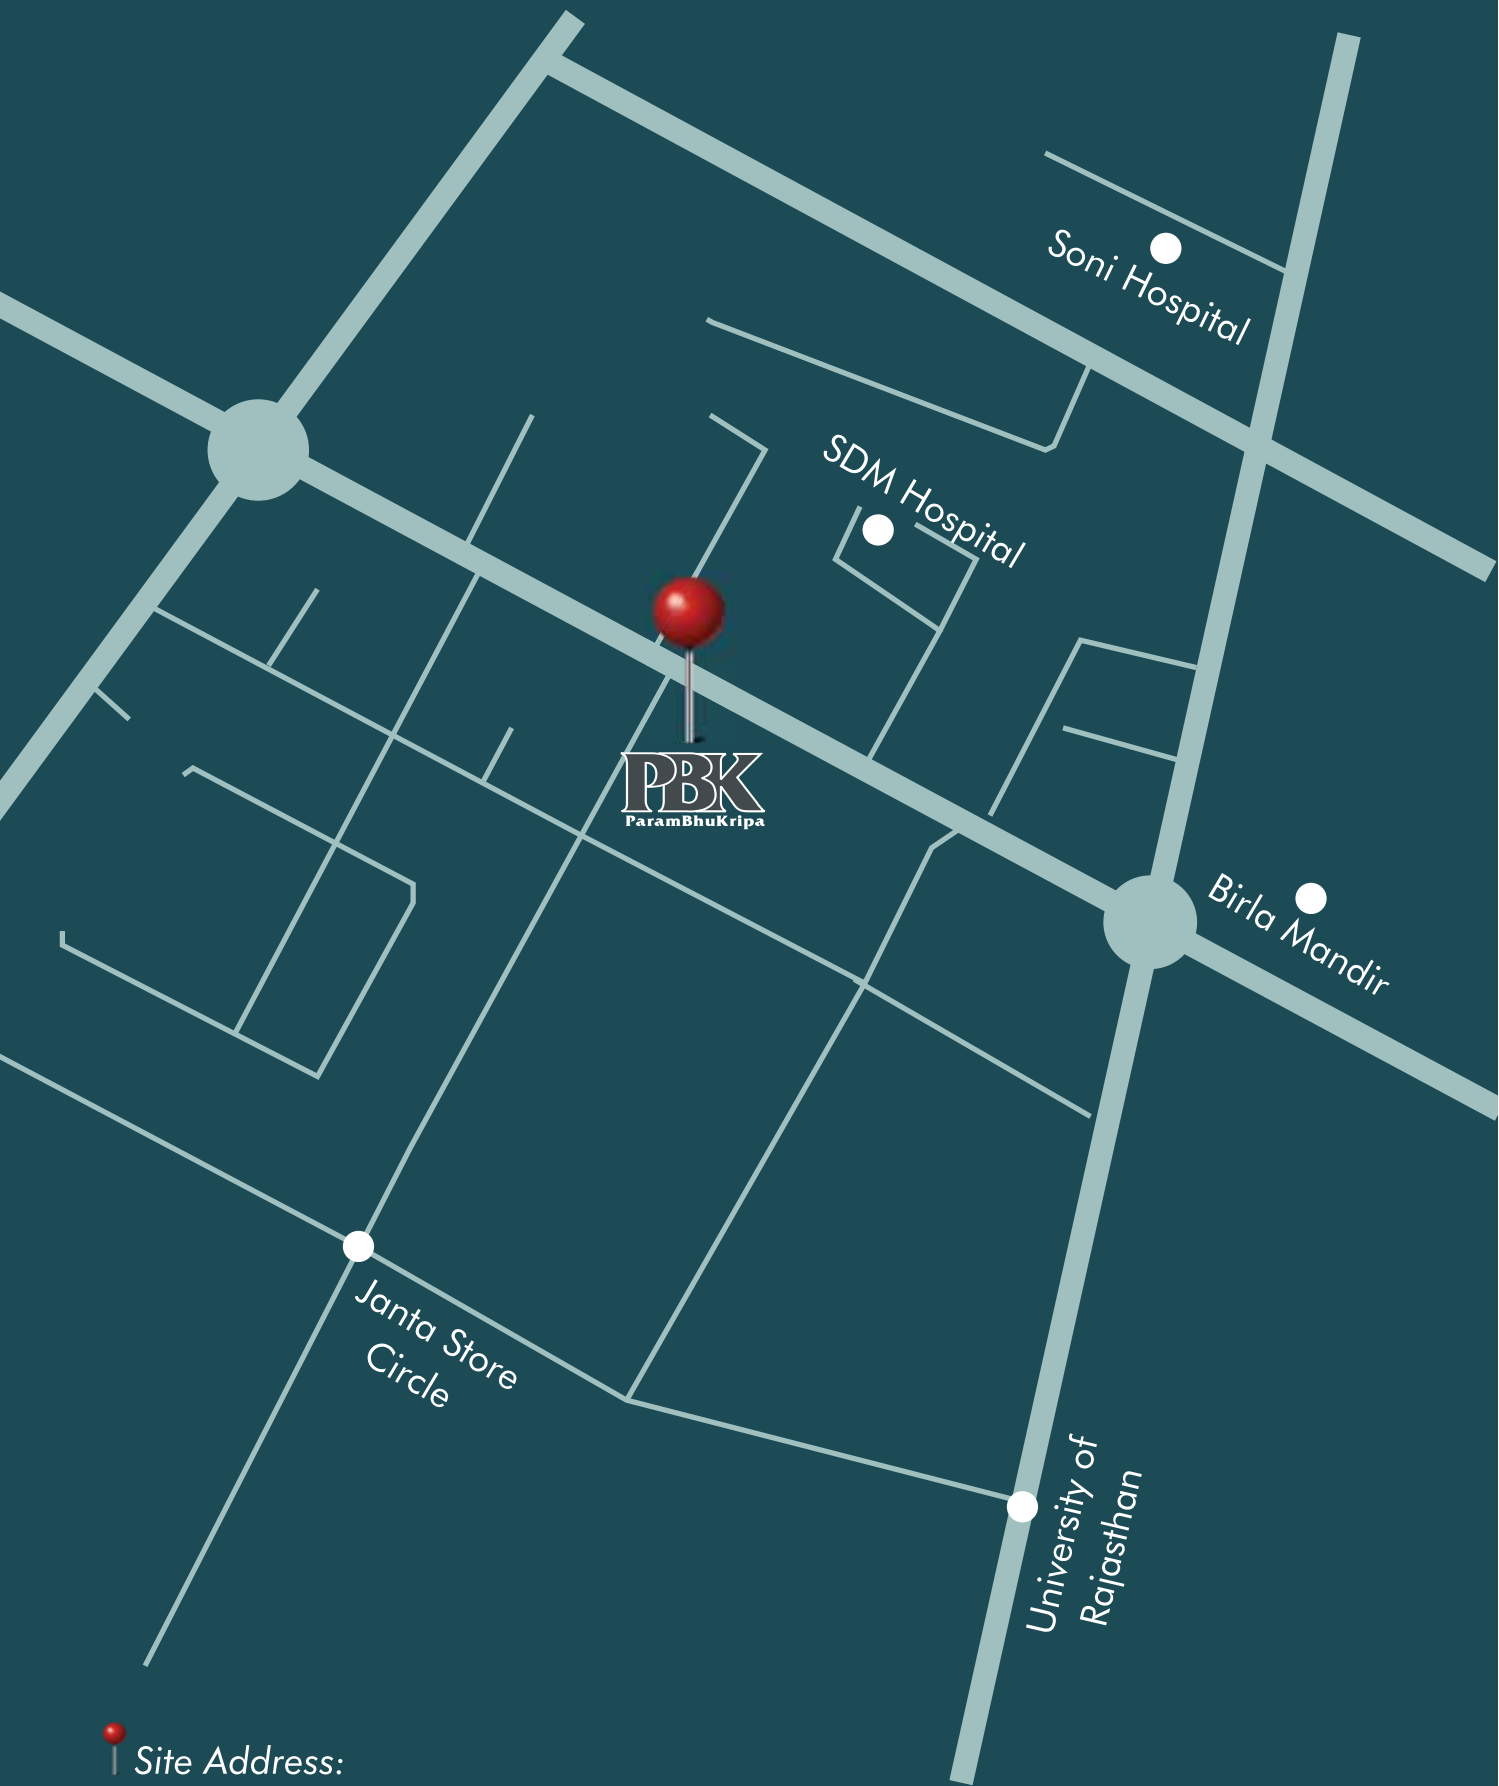 Soni Hospital
SDM Hospital
PBK
ParamBhuKripa
Birla Mandir
Janta Store
Circle
University of
Rajasthan
Site Address: